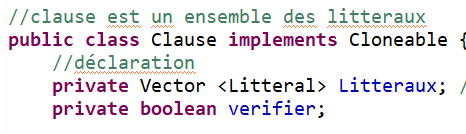 //clause est un ensemble des litteraux
public class Clause implements Cloneable {
//déclaration
private Vector <Litteral> Litteraux; /
private boolean verifier;